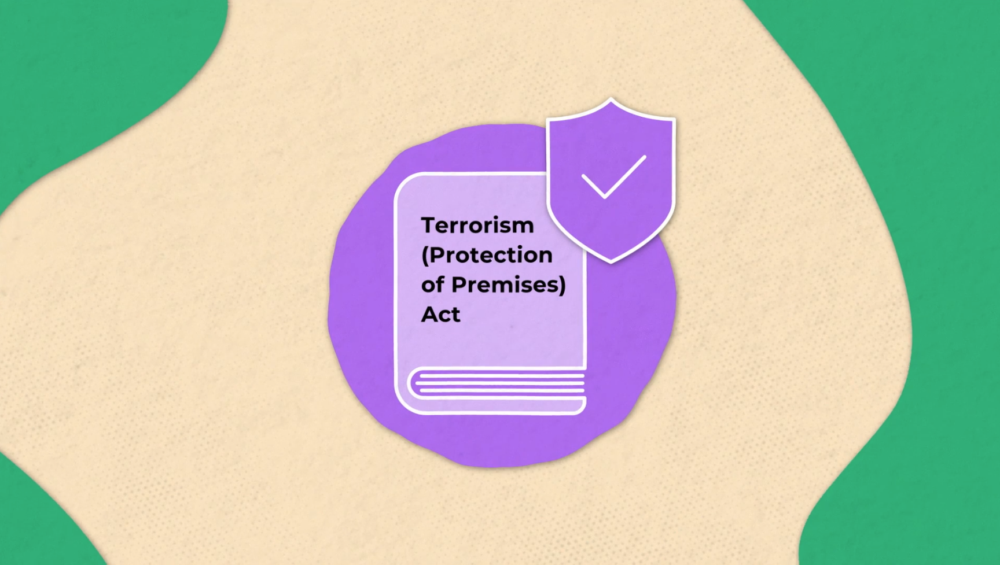 Terrorism
(Protection
of Premises)
Act